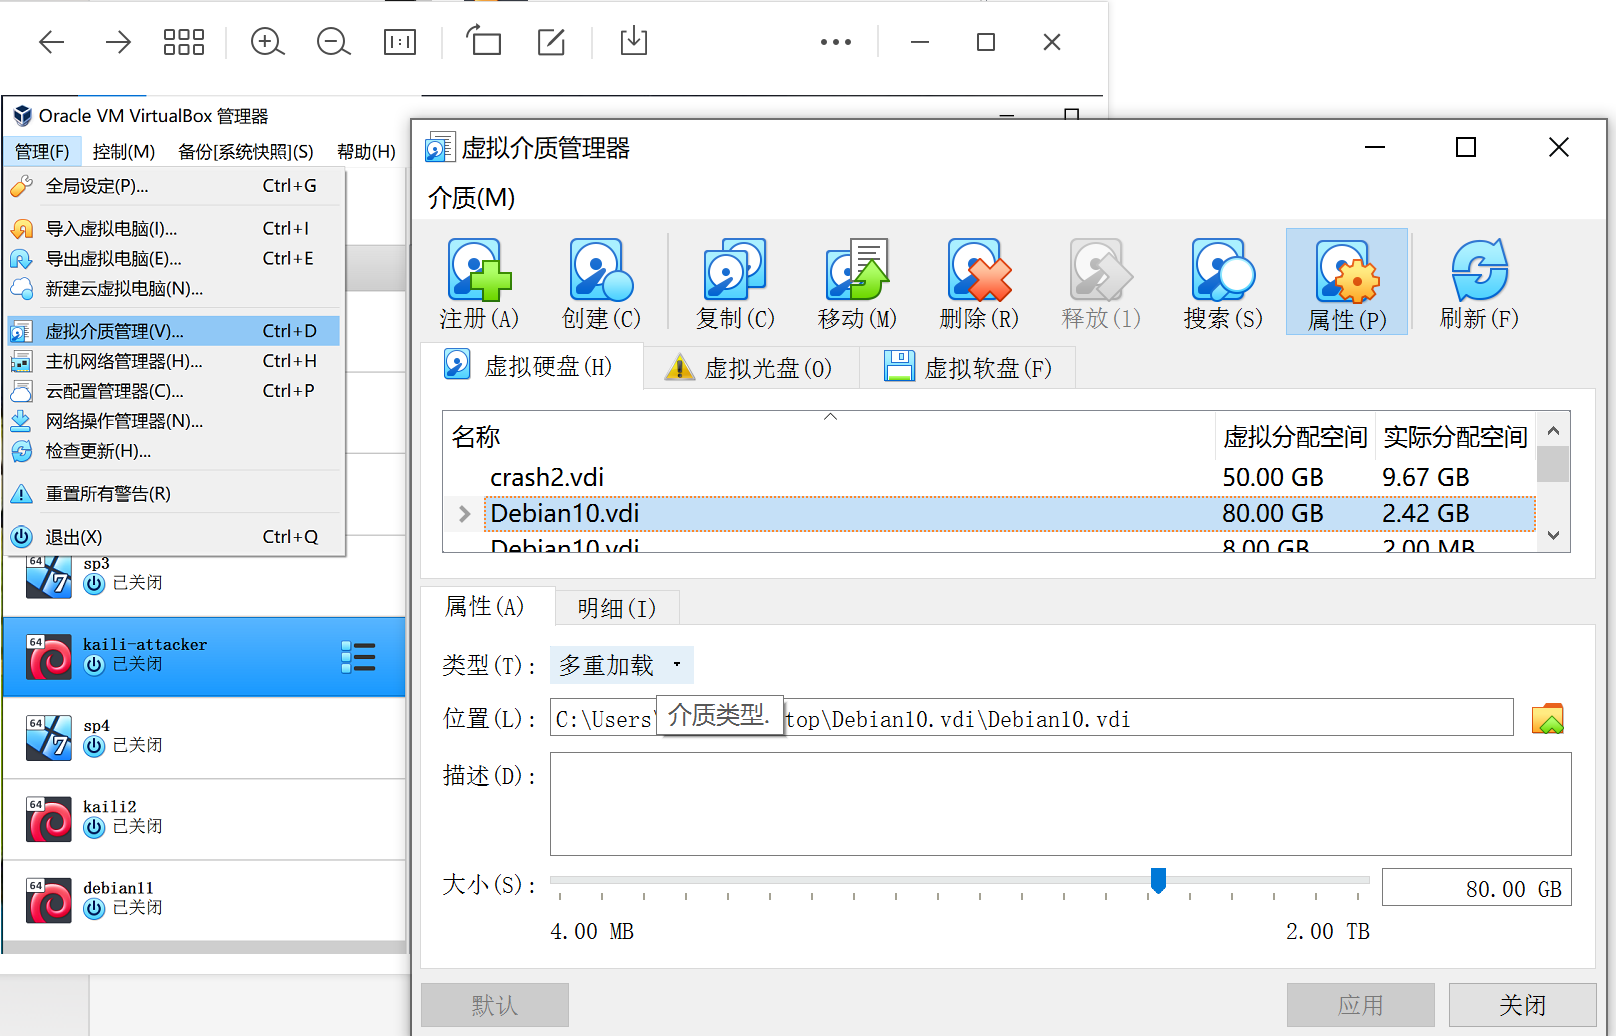 Oracle VM VirtualBox 管理器
管理(F) 控制(M) 备份[系统快照](S) 帮助(H)
全局设定(P)... Ctrl+G
导入虚拟电脑(I)... Ctrl+I
导出虚拟电脑(E)... Ctrl+E
新建云虚拟电脑(N)...
虚拟介质管理(V)... Ctrl+D
主机网络管理器(H)... Ctrl+H
云配置管理器(C)... Ctrl+P
网络操作管理器(N)...
检查更新(H)...
重置所有警告(R)
退出(X) Ctrl+Q
64 sp3
已关闭
64 kaili-attacker
已关闭
64 sp4
已关闭
64 kaili2
已关闭
64 debian11
已关闭
虚拟介质管理器
介质(M)
注册(A) 创建(C) 复制(C) 移动(M) 删除(R) 释放(1) 搜索(S) 属性(P) 刷新(F)
虚拟硬盘(H) 虚拟光盘(O) 虚拟软盘(F)
名称 虚拟分配空间 实际分配空间
crash2.vdi 50.00 GB 9.67 GB
Debian10.vdi 80.00 GB 2.42 GB
Debian10.vdi 8.00 GB 2.00 MB
属性(A) 明细(I)
类型(T): 多重加载
位置(L): C:\Users\ top\Debian10.vdi\Debian10.vdi
介质类型.
描述(D):
大小(S): 80.00 GB
4.00 MB 2.00 TB
默认 应用 关闭